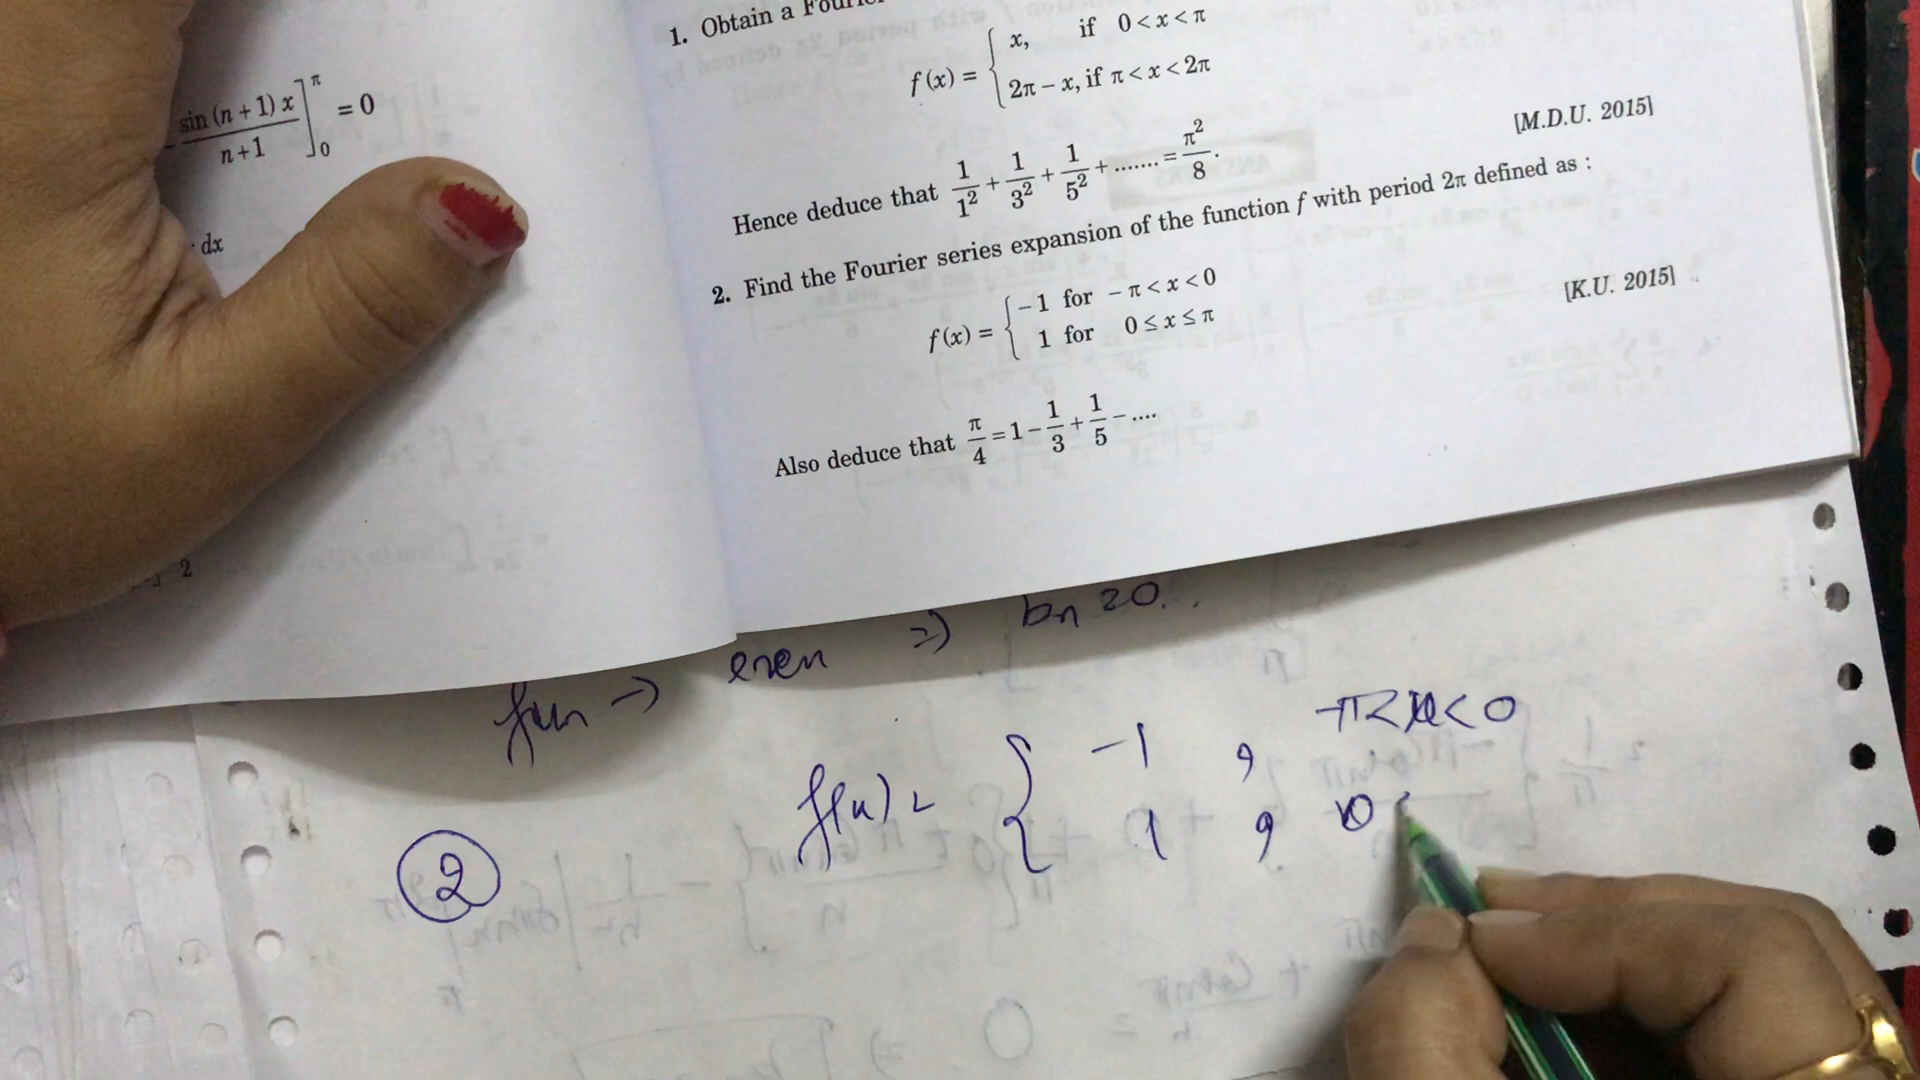 sin (n + 1) x
n + 1
]π0 = 0
· dx
2
1. Obtain a
f (x) = { x, if 0 < x < π
2π – x, if π < x < 2π
[M.D.U. 2015]
Hence deduce that 1/1² + 1/3² + 1/5² + ....... = π²/8.
2. Find the Fourier series expansion of the function f with period 2π defined as :
[K.U. 2015]
f (x) = { – 1 for – π < x < 0
1 for 0 ≤ x ≤ π
Also deduce that π/4 = 1 – 1/3 + 1/5 – ....
→ even ⇒ bn = 0.
② f(x) = { -1 , -π < x < 0
1 , 0